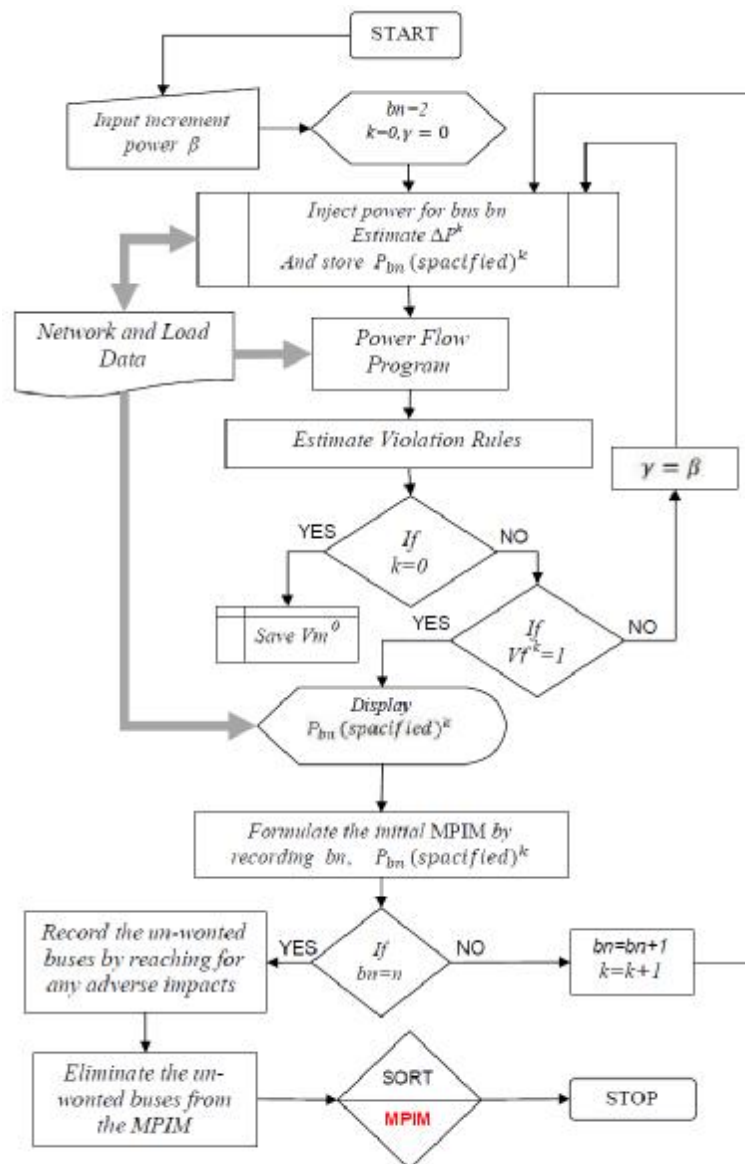 START
Input increment
power β
bn=2
k=0,γ = 0
Inject power for bus bn
Estimate ΔPᵏ
And store P_bn (spacified)ᵏ
Network and Load
Data
Power Flow
Program
Estimate Violation Rules
γ = β
YES
If
k=0
NO
Save Vm⁰
YES
If
Vfᵏ=1
NO
Display
P_bn (spacified)ᵏ
Formulate the initial MPIM by
recording bn, P_bn (spacified)ᵏ
Record the un-wonted
buses by reaching for
any adverse impacts
YES
If
bn=n
NO
bn=bn+1
k=k+1
Eliminate the un-
wonted buses from
the MPIM
SORT
MPIM
STOP